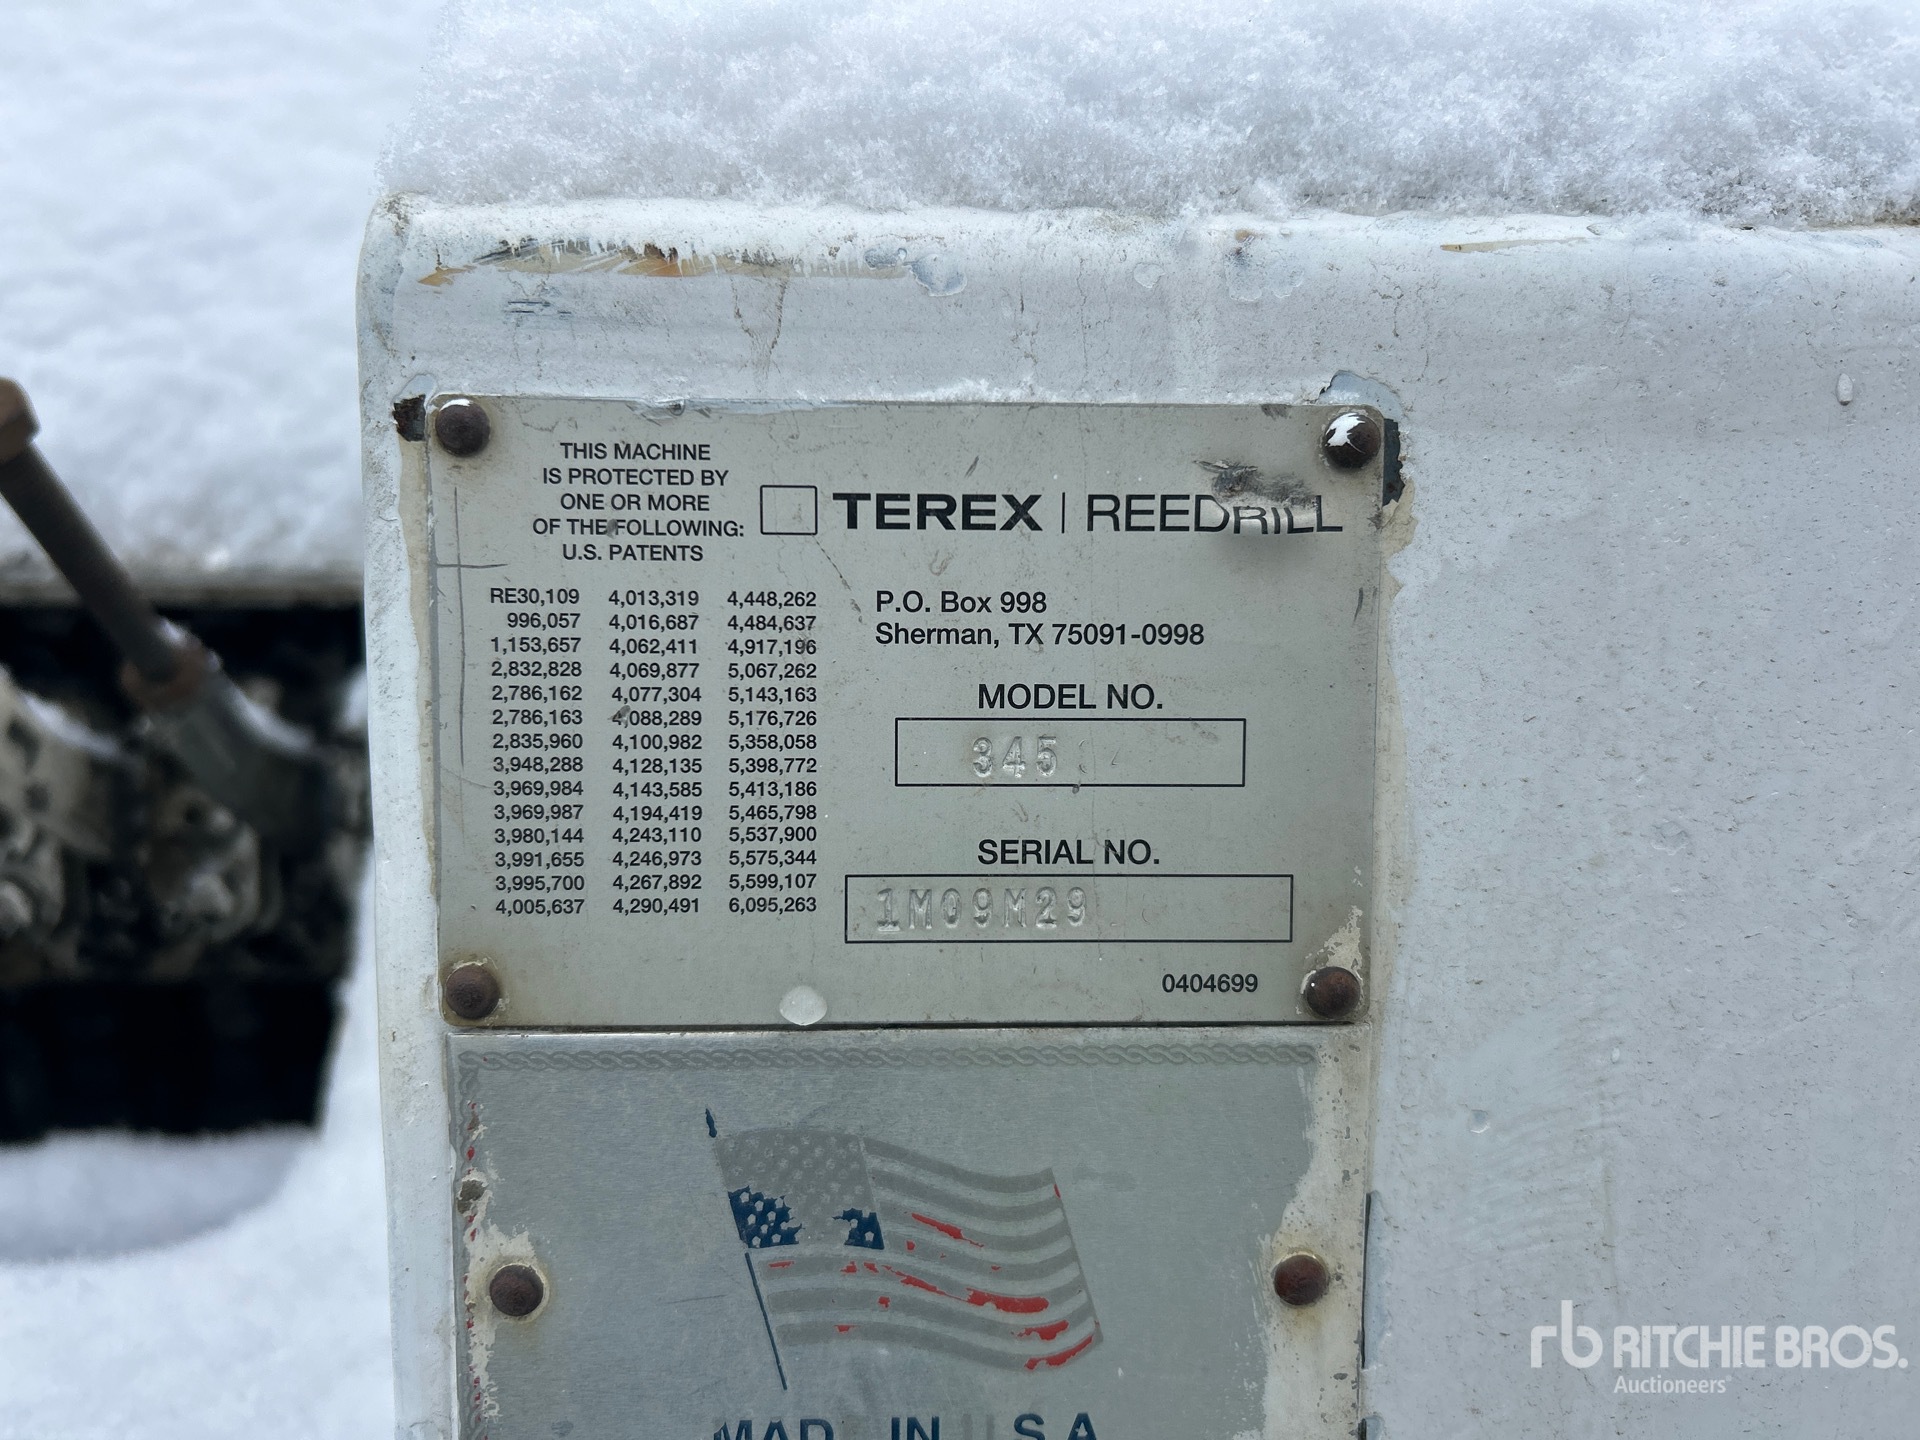 THIS MACHINE
IS PROTECTED BY
ONE OR MORE
OF THE FOLLOWING:
U.S. PATENTS
TEREX | REEDRILL
RE30,109 4,013,319 4,448,262
996,057 4,016,687 4,484,637
1,153,657 4,062,411 4,917,196
2,832,828 4,069,877 5,067,262
2,786,162 4,077,304 5,143,163
2,786,163 4,088,289 5,176,726
2,835,960 4,100,982 5,358,058
3,948,288 4,128,135 5,398,772
3,969,984 4,143,585 5,413,186
3,969,987 4,194,419 5,465,798
3,980,144 4,243,110 5,537,900
3,991,655 4,246,973 5,575,344
3,995,700 4,267,892 5,599,107
4,005,637 4,290,491 6,095,263
P.O. Box 998
Sherman, TX 75091-0998
MODEL NO.
345
SERIAL NO.
1M09M29
0404699
MAD IN U.S.A
rb RITCHIE BROS.
Auctioneers